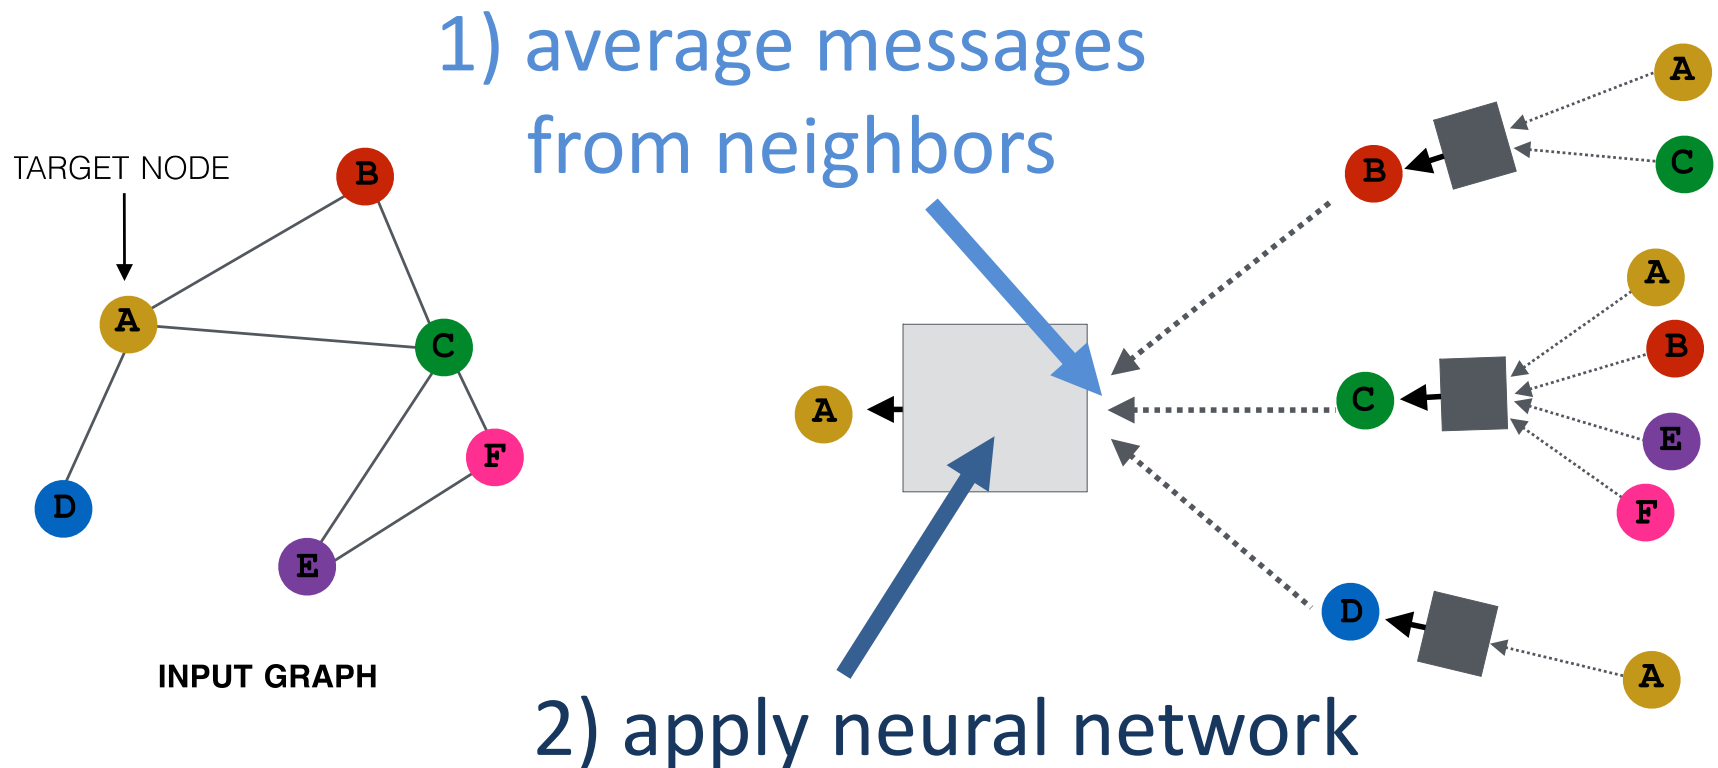 1) average messages
from neighbors
TARGET NODE
B
A
C
F
D
E
INPUT GRAPH
A
B
A
C
C
A
B
E
F
D
A
2) apply neural network